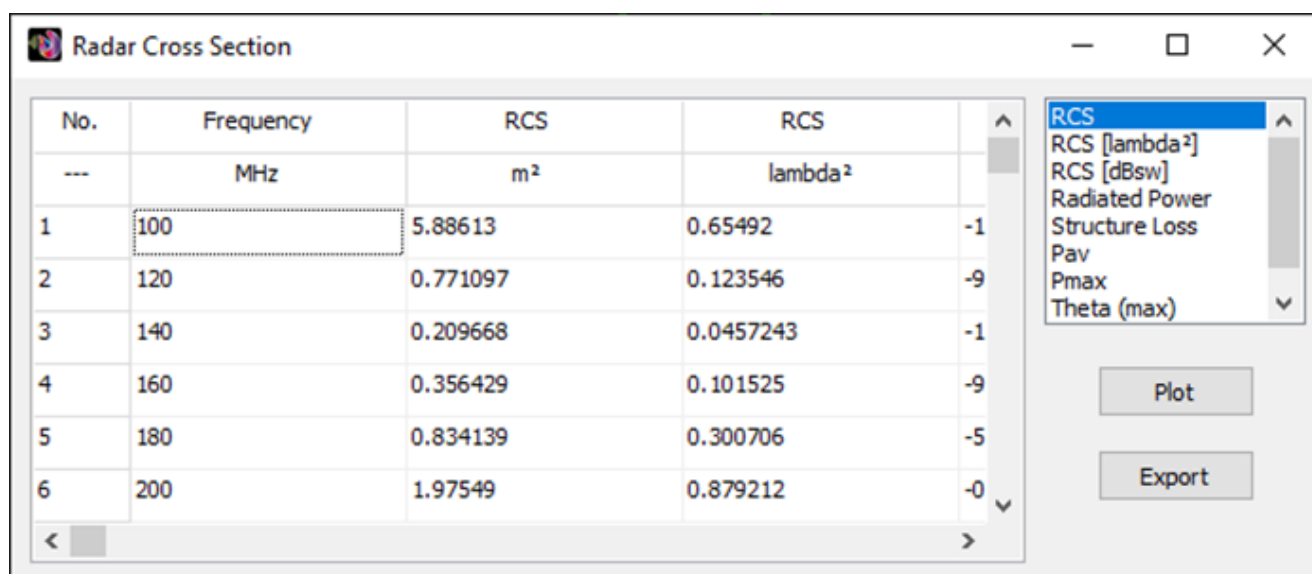 Radar Cross Section
No. Frequency RCS RCS
--- MHz m² lambda²
1 100 5.88613 0.65492 -1
2 120 0.771097 0.123546 -9
3 140 0.209668 0.0457243 -1
4 160 0.356429 0.101525 -9
5 180 0.834139 0.300706 -5
6 200 1.97549 0.879212 -0
RCS
RCS [lambda²]
RCS [dBsw]
Radiated Power
Structure Loss
Pav
Pmax
Theta (max)
Plot
Export